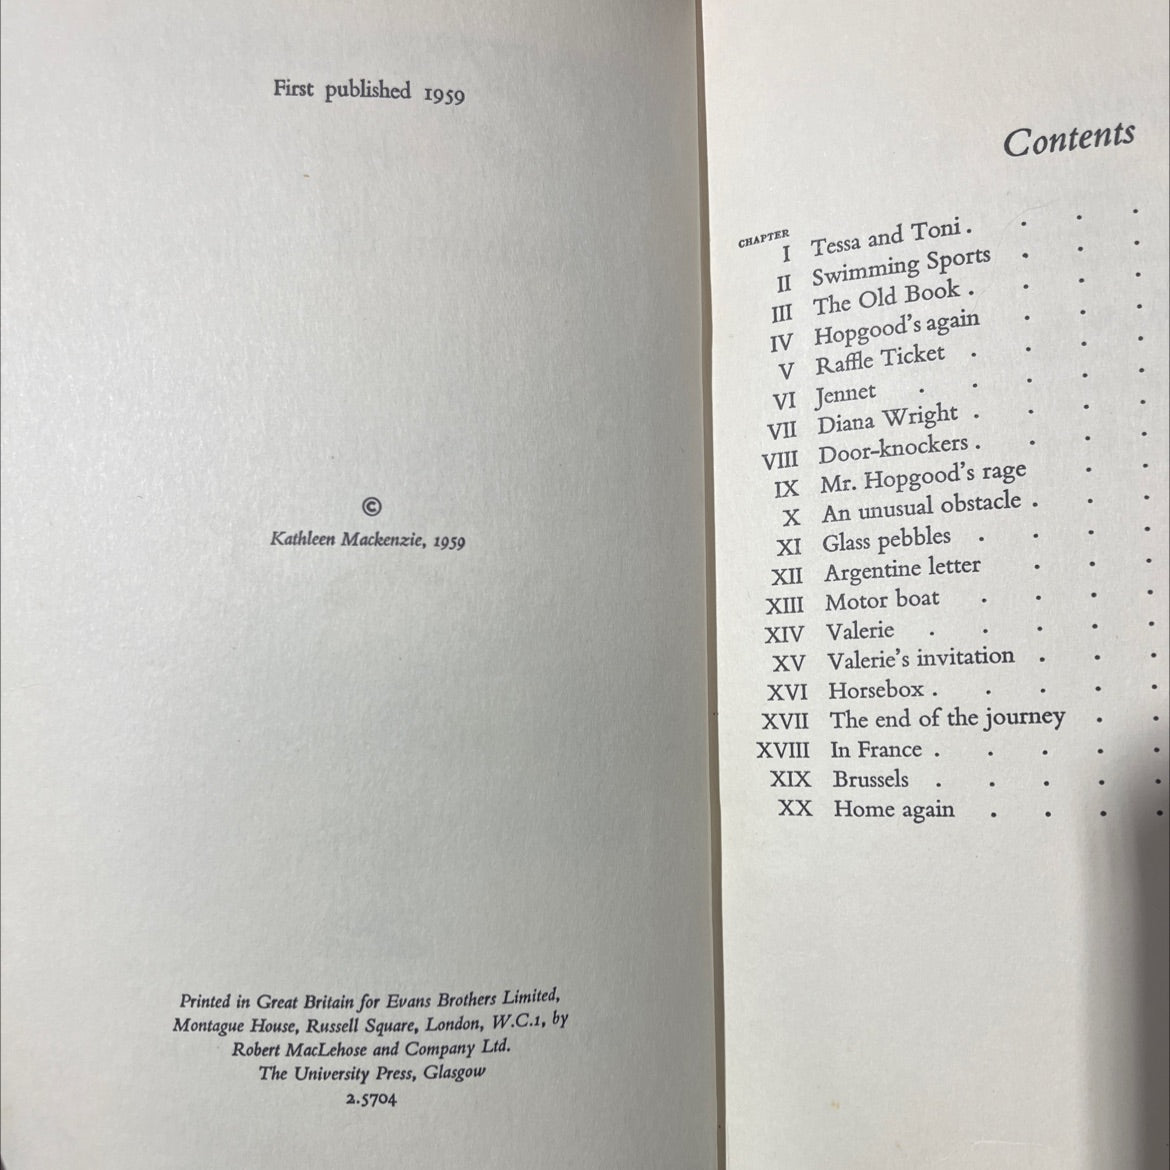 First published 1959
©
Kathleen Mackenzie, 1959
Printed in Great Britain for Evans Brothers Limited,
Montague House, Russell Square, London, W.C.1, by
Robert MacLehose and Company Ltd.
The University Press, Glasgow
2.5704
Contents
CHAPTER
I Tessa and Toni . . . .
II Swimming Sports . . .
III The Old Book . . . .
IV Hopgood's again . . .
V Raffle Ticket . . . .
VI Jennet . . . . .
VII Diana Wright . . . .
VIII Door-knockers . . . .
IX Mr. Hopgood's rage . .
X An unusual obstacle . . .
XI Glass pebbles . . . .
XII Argentine letter . . .
XIII Motor boat . . . .
XIV Valerie . . . . .
XV Valerie's invitation . . .
XVI Horsebox . . . . .
XVII The end of the journey . .
XVIII In France . . . . .
XIX Brussels . . . . .
XX Home again . . . .